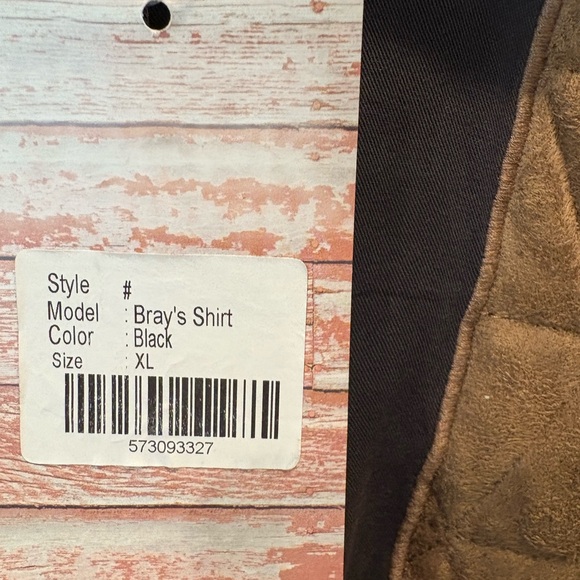 Style #
Model : Bray's Shirt
Color : Black
Size : XL
573093327